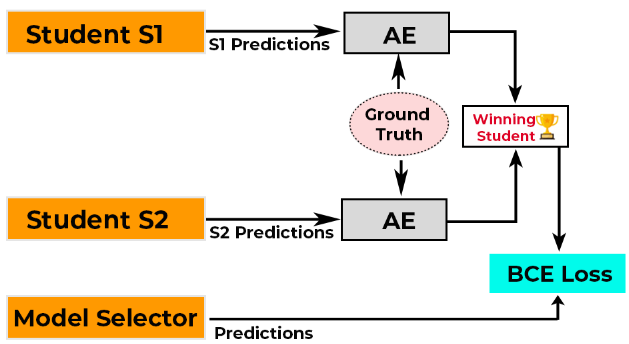 Student S1
S1 Predictions
AE
Ground
Truth
Winning
Student
Student S2
S2 Predictions
AE
BCE Loss
Model Selector
Predictions